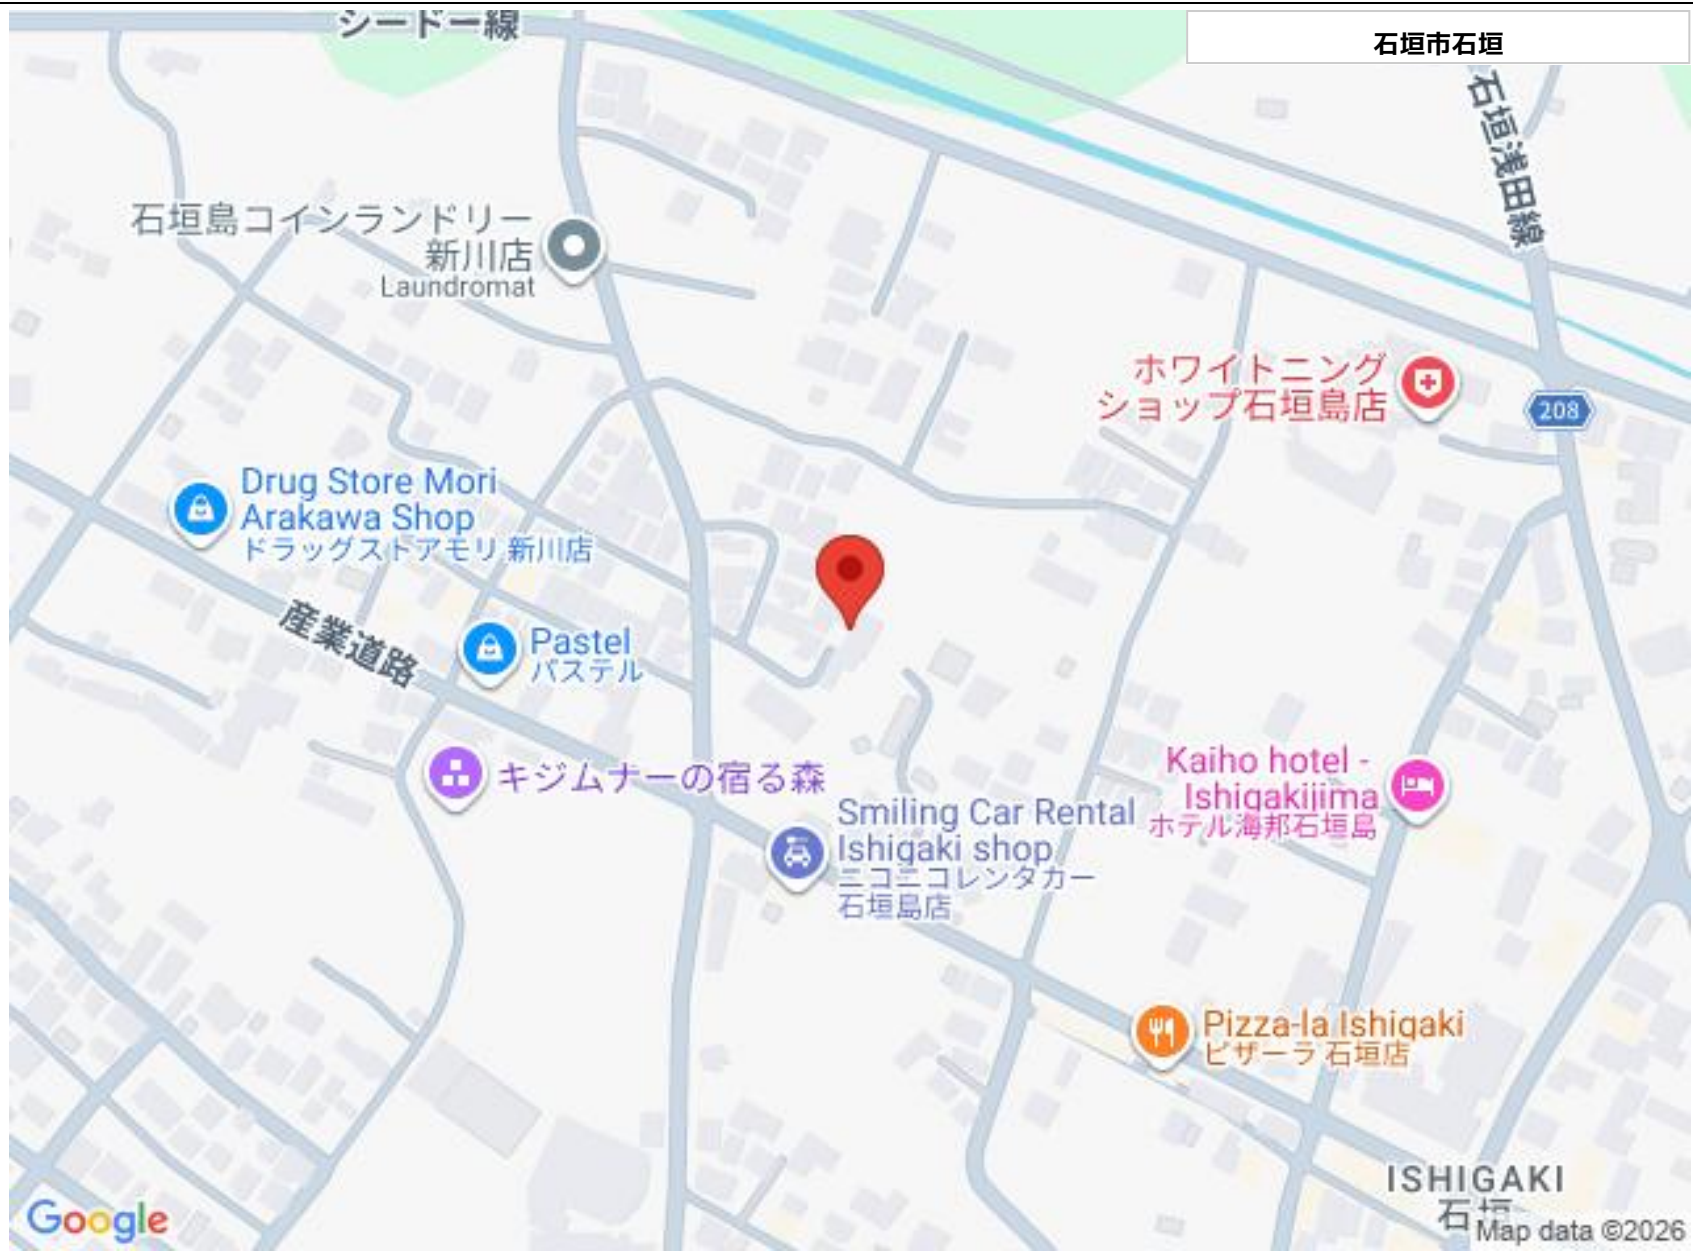 シードー線
石垣市石垣
石垣浅田線
石垣島コインランドリー
新川店
Laundromat
ホワイトニング
ショップ石垣島店
208
Drug Store Mori
Arakawa Shop
ドラッグストアモリ 新川店
産業道路
Pastel
パステル
キジムナーの宿る森
Kaiho hotel -
Ishigakijima
ホテル海邦石垣島
Smiling Car Rental
Ishigaki shop
ニコニコレンタカー
石垣島店
Pizza-la Ishigaki
ピザーラ 石垣店
ISHIGAKI
石垣
Google
Map data ©2026